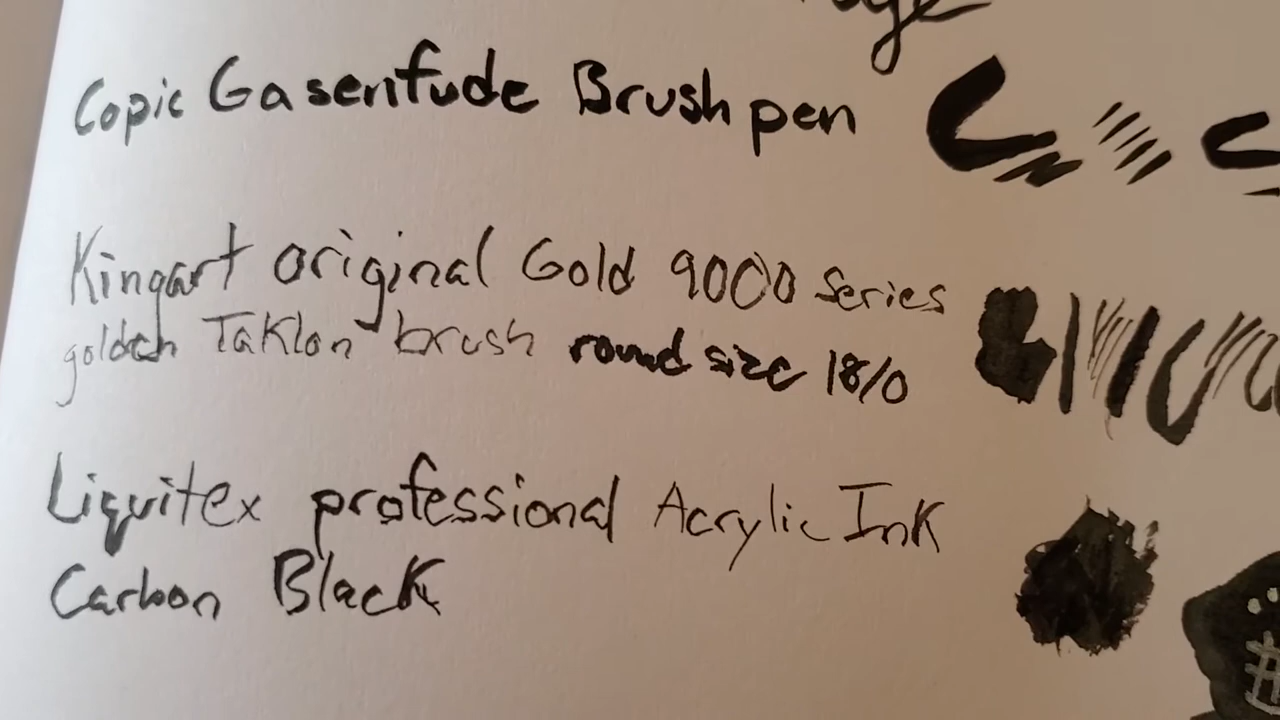 Copic Gasenfude Brush pen
Kingart original Gold 9000 series
golden Taklon brush round size 18/0
Liquitex professional Acrylic Ink
Carbon Black